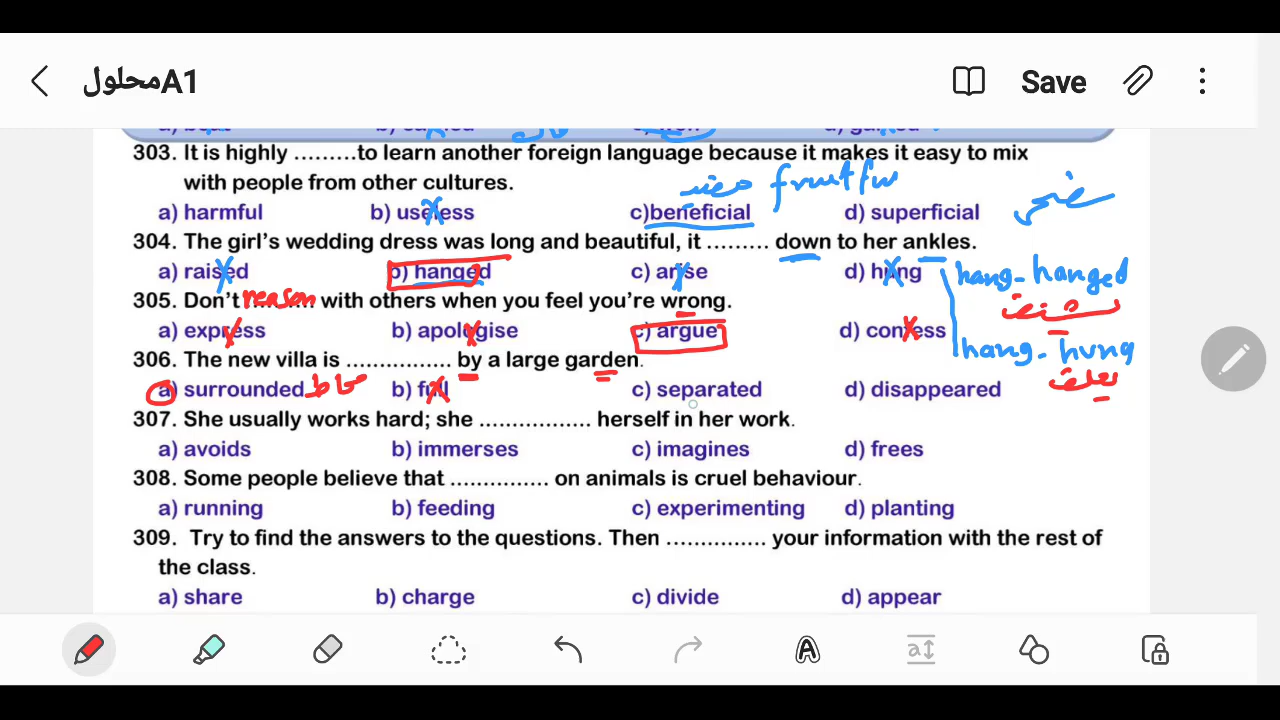 محلول A1
Save
303. It is highly .........to learn another foreign language because it makes it easy to mix
with people from other cultures.
مفيد fruitful
a) harmful b) useless c)beneficial d) superficial
304. The girl's wedding dress was long and beautiful, it ......... down to her ankles.
a) raised b) hanged c) arise d) hung
hang - hanged
يشنق
305. Don't ......... with others when you feel you're wrong.
reason
a) express b) apologise c) argue d) confess
hang - hung
يعلق
306. The new villa is ................ by a large garden.
a) surrounded محاط b) full c) separated d) disappeared
307. She usually works hard; she ................. herself in her work.
a) avoids b) immerses c) imagines d) frees
308. Some people believe that ............... on animals is cruel behaviour.
a) running b) feeding c) experimenting d) planting
309. Try to find the answers to the questions. Then ............... your information with the rest of
the class.
a) share b) charge c) divide d) appear